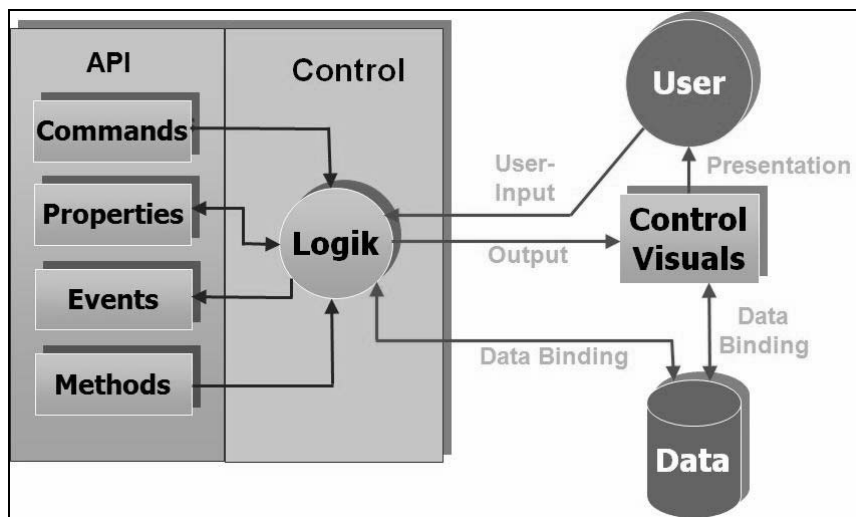 API
Control
Commands
Properties
Events
Methods
Logik
User
User-
Input
Presentation
Output
Control
Visuals
Data Binding
Data
Binding
Data